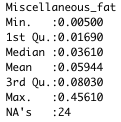 Miscellaneous_fat
Min.   :0.00500
1st Qu.:0.01690
Median :0.03610
Mean   :0.05944
3rd Qu.:0.08030
Max.   :0.45610
NA's   :24